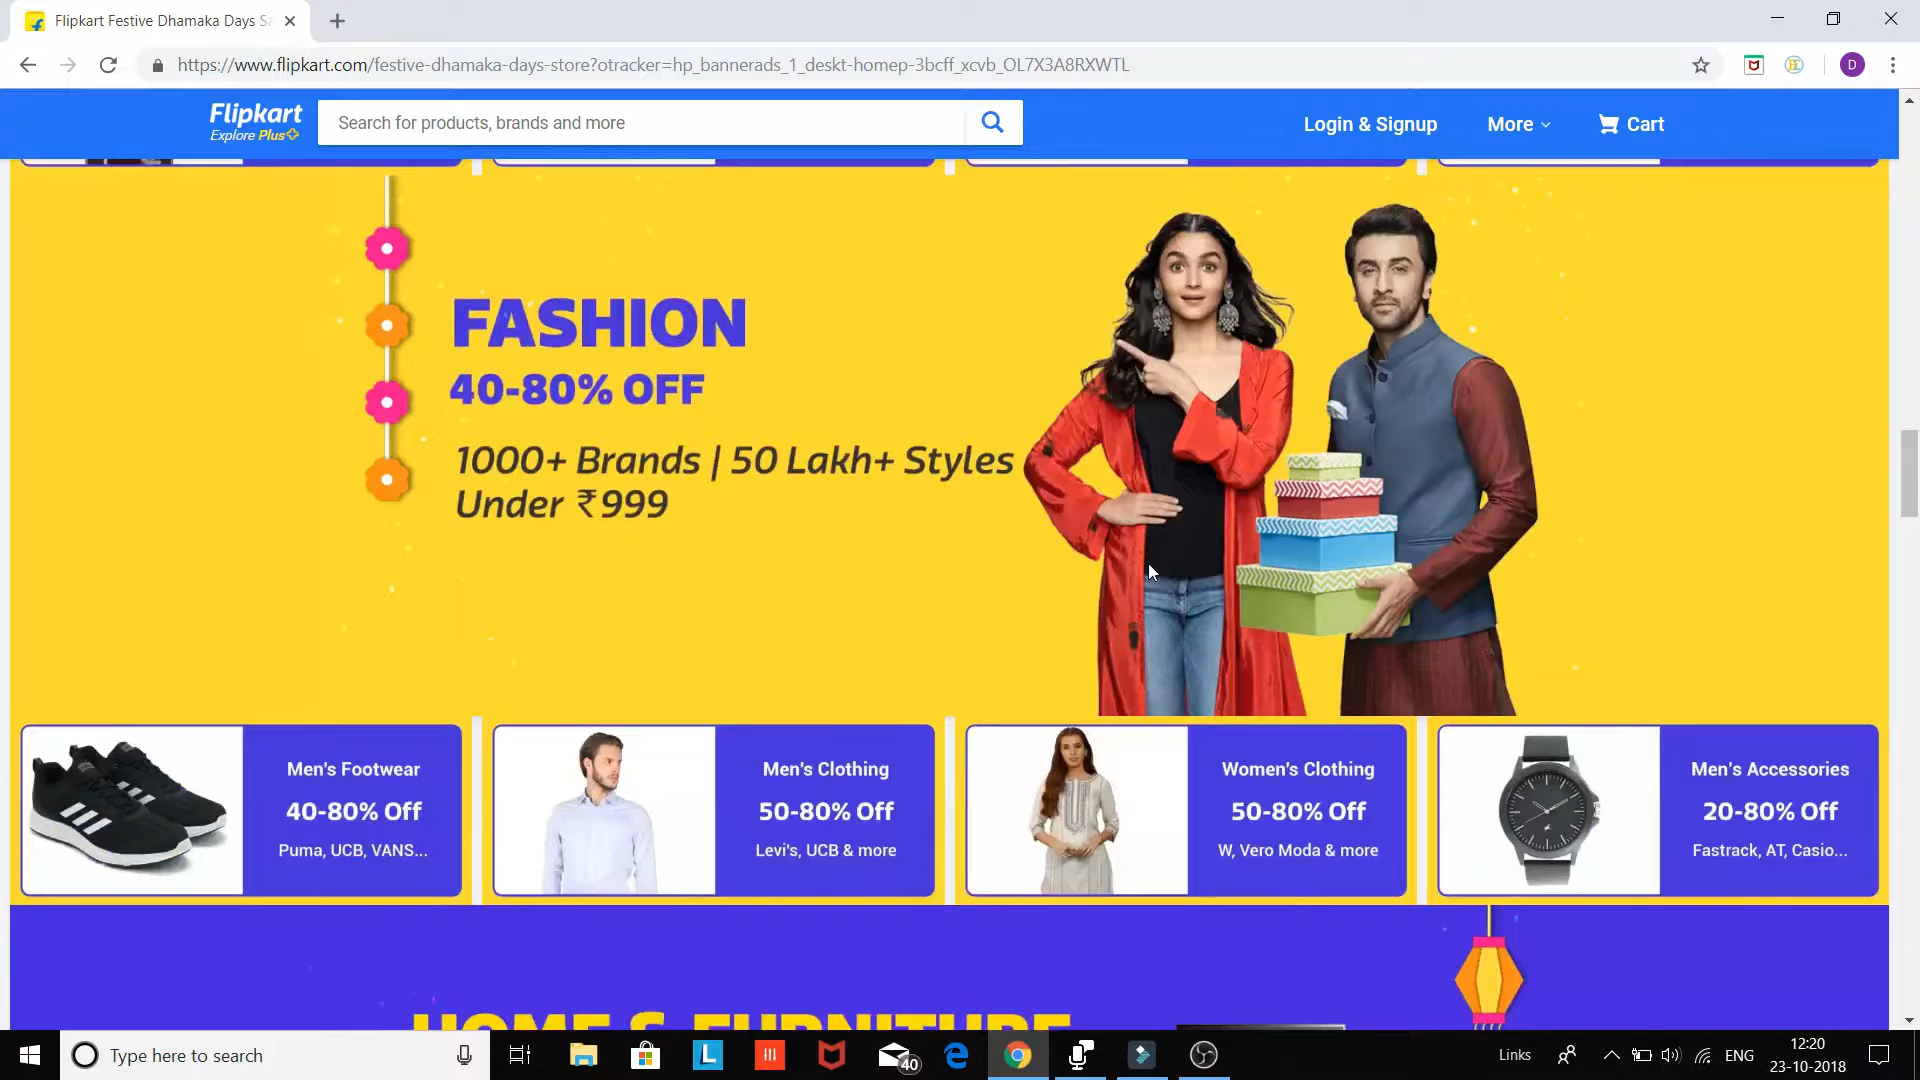 Flipkart Festive Dhamaka Days Sa
https://www.flipkart.com/festive-dhamaka-days-store?otracker=hp_bannerads_1_deskt-homep-3bcff_xcvb_OL7X3A8RXWTL
D
Flipkart
Explore Plus
Search for products, brands and more
Login & Signup
More
Cart
FASHION
40-80% OFF
1000+ Brands | 50 Lakh+ Styles
Under ₹999
Men's Footwear
40-80% Off
Puma, UCB, VANS...
Men's Clothing
50-80% Off
Levi's, UCB & more
Women's Clothing
50-80% Off
W, Vero Moda & more
Men's Accessories
20-80% Off
Fastrack, AT, Casio...
HOME & FURNITURE
Type here to search
L
40
Links
ENG
12:20
23-10-2018